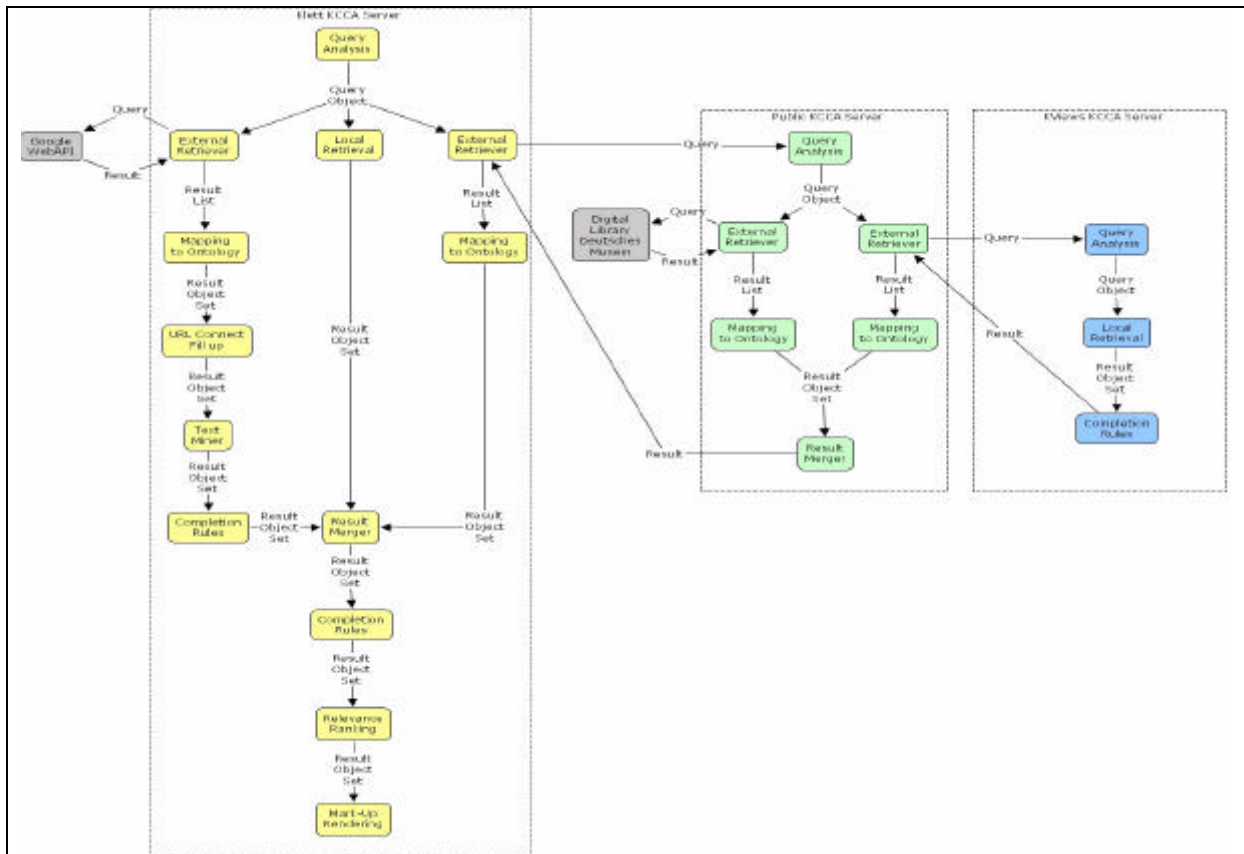 Klett KCCA Server
Query
Analysis
Query
Object
Query
Google
WebAPI
Result
External
Retriever
Local
Retrieval
External
Retriever
Result
List
Result
List
Mapping
to Ontology
Mapping
to Ontology
Result
Object
Set
URL Connect
Fill up
Result
Object
Set
Result
Object
Set
Text
Miner
Result
Object
Set
Completion
Rules
Result
Object
Set
Result
Merger
Result
Object
Set
Result
Object
Set
Completion
Rules
Result
Object
Set
Relevance
Ranking
Result
Object
Set
Mark-Up
Rendering
Public KCCA Server
Query
Query
Analysis
Query
Object
Digital
Library
Deutsches
Museum
Query
Result
External
Retriever
External
Retriever
Result
List
Result
List
Mapping
to Ontology
Mapping
to Ontology
Result
Object
Set
Result
Merger
Result
KViews KCCA Server
Query
Query
Analysis
Query
Object
Local
Retrieval
Result
Result
Object
Set
Completion
Rules